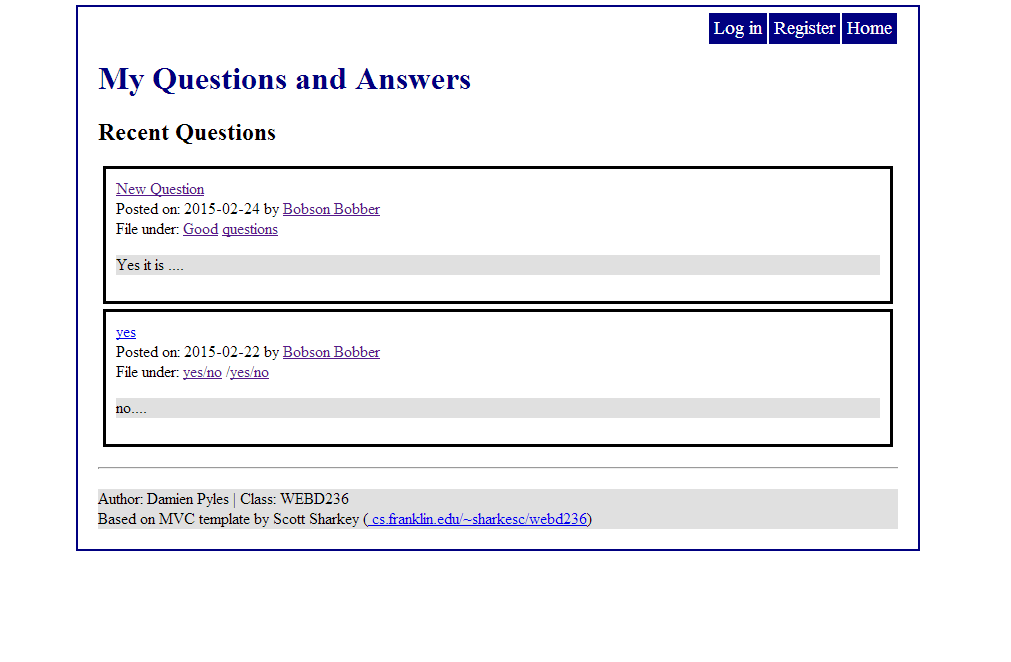 Log in Register Home
My Questions and Answers
Recent Questions
New Question
Posted on: 2015-02-24 by Bobson Bobber
File under: Good questions
Yes it is ....
yes
Posted on: 2015-02-22 by Bobson Bobber
File under: yes/no /yes/no
no....
Author: Damien Pyles | Class: WEBD236
Based on MVC template by Scott Sharkey ( cs.franklin.edu/~sharkesc/webd236)